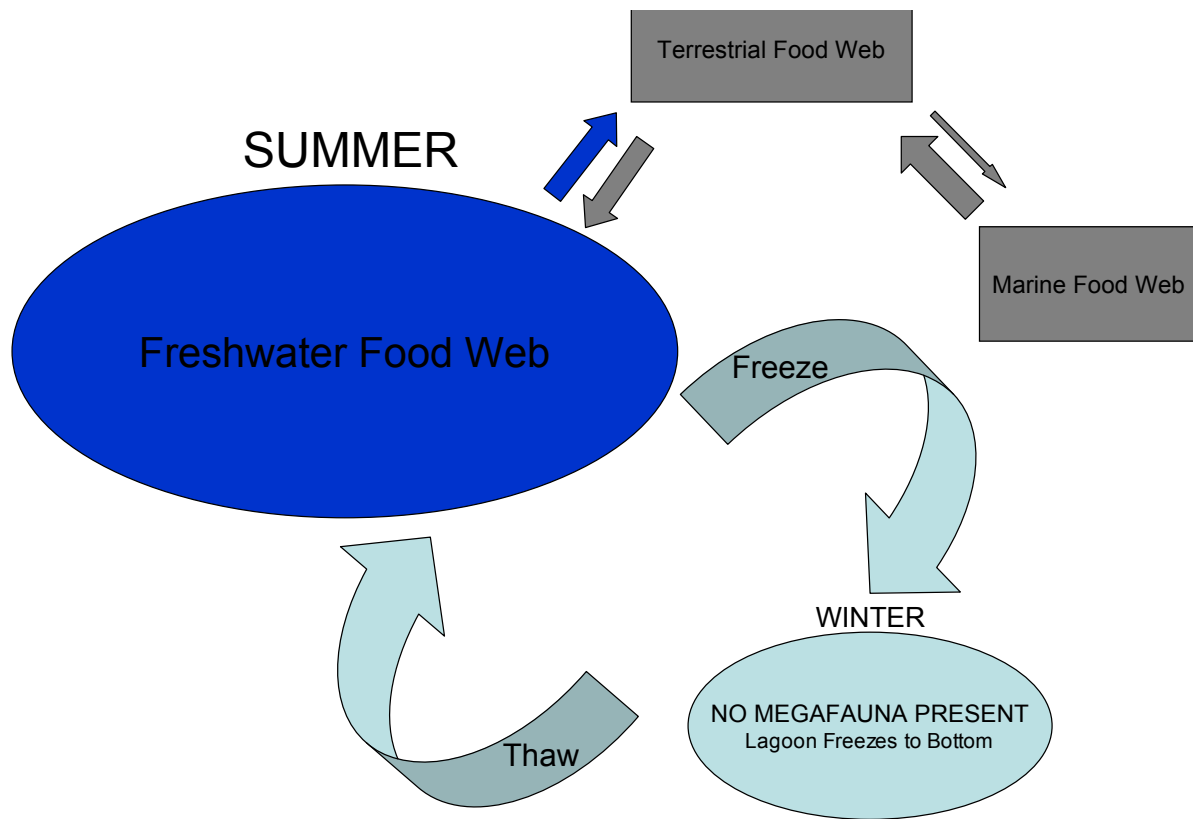 Terrestrial Food Web
SUMMER
Marine Food Web
Freshwater Food Web
Freeze
WINTER
NO MEGAFAUNA PRESENT
Lagoon Freezes to Bottom
Thaw